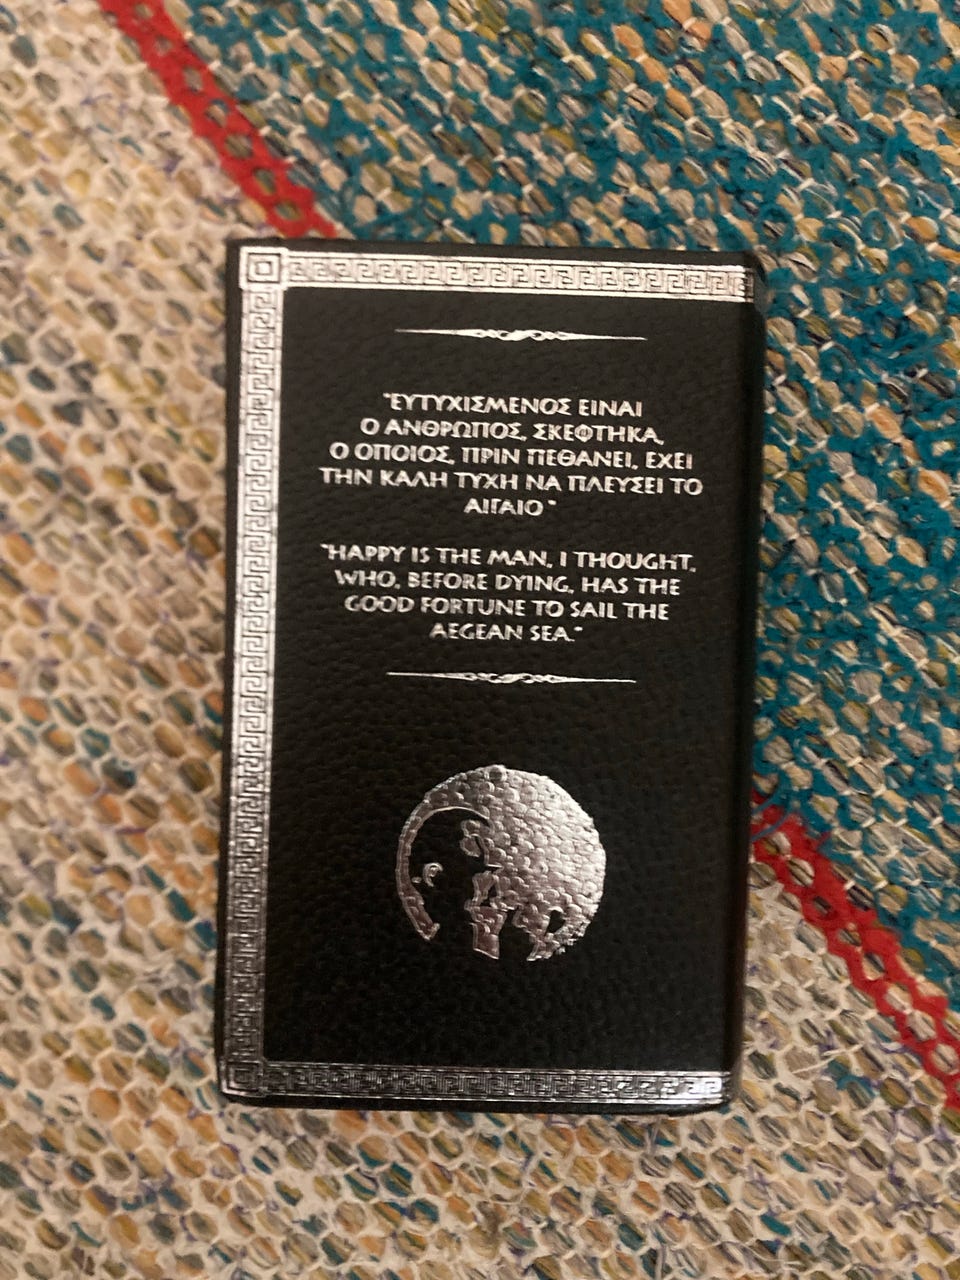 "ΕΥΤΥΧΙΣΜΕΝΟΣ ΕΙΝΑΙ
Ο ΑΝΘΡΩΠΟΣ, ΣΚΕΦΤΗΚΑ,
Ο ΟΠΟΙΟΣ, ΠΡΙΝ ΠΕΘΑΝΕΙ, ΕΧΕΙ
ΤΗΝ ΚΑΛΗ ΤΥΧΗ ΝΑ ΠΛΕΥΣΕΙ ΤΟ
ΑΙΓΑΙΟ"
"HAPPY IS THE MAN, I THOUGHT,
WHO, BEFORE DYING, HAS THE
GOOD FORTUNE TO SAIL THE
AEGEAN SEA."